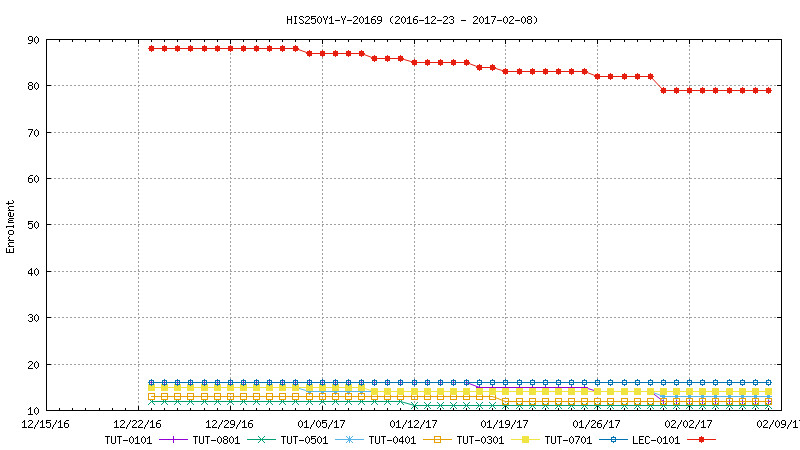 HIS250Y1-Y-20169 (2016-12-23 - 2017-02-08)
90
80
70
60
50
40
30
20
10
Enrolment
12/15/16 12/22/16 12/29/16 01/05/17 01/12/17 01/19/17 01/26/17 02/02/17 02/09/1
TUT-0101 TUT-0801 TUT-0501 TUT-0401 TUT-0301 TUT-0701 LEC-0101